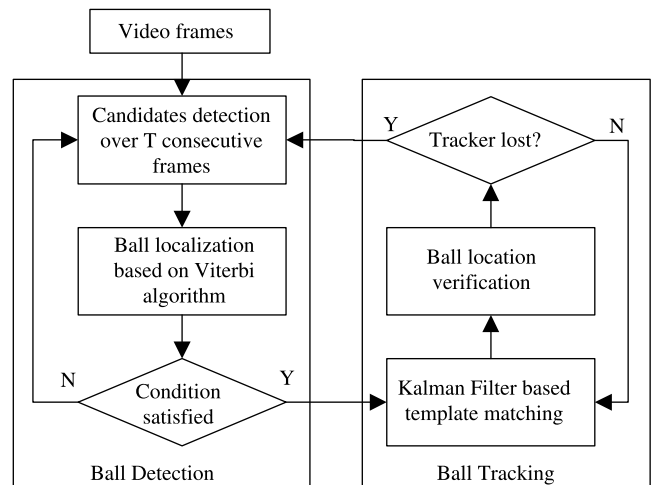 Video frames
Candidates detection
over T consecutive
frames
Ball localization
based on Viterbi
algorithm
N
Condition
satisfied
Y
Ball Detection
Y
Tracker lost?
N
Ball location
verification
Kalman Filter based
template matching
Ball Tracking